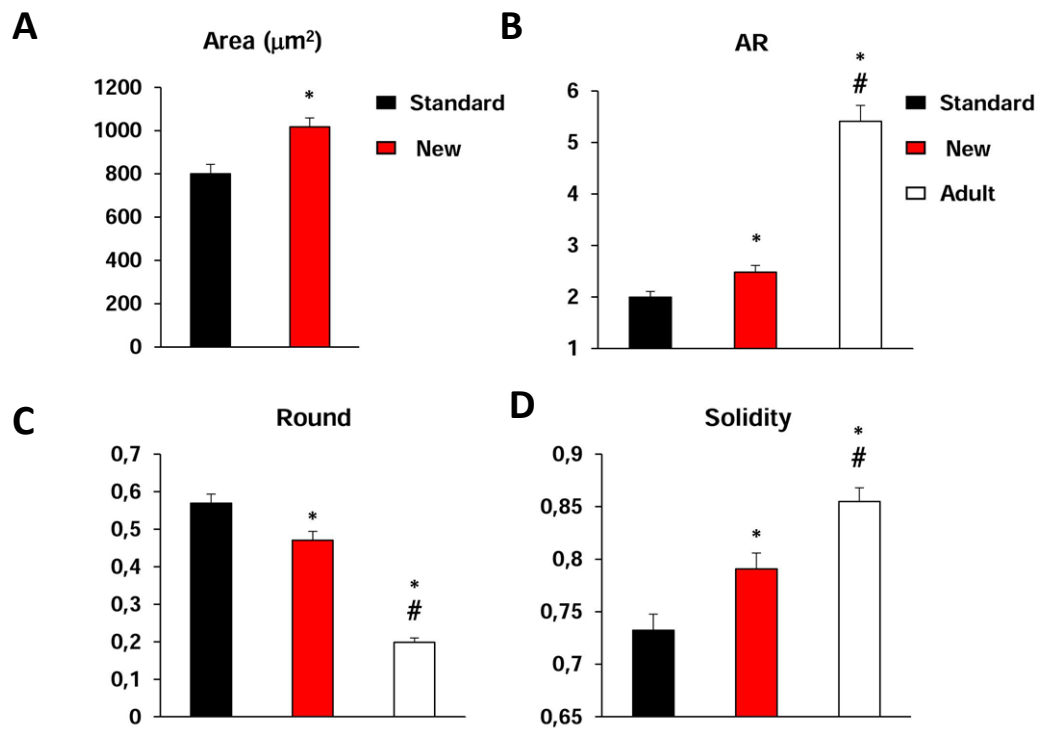 A
Area (μm²)
1200
1000
800
600
400
200
0
*
Standard
New
B
AR
6
5
4
3
2
1
*
*
#
Standard
New
Adult
C
Round
0,7
0,6
0,5
0,4
0,3
0,2
0,1
0
*
*
#
D
Solidity
0,9
0,85
0,8
0,75
0,7
0,65
*
*
#